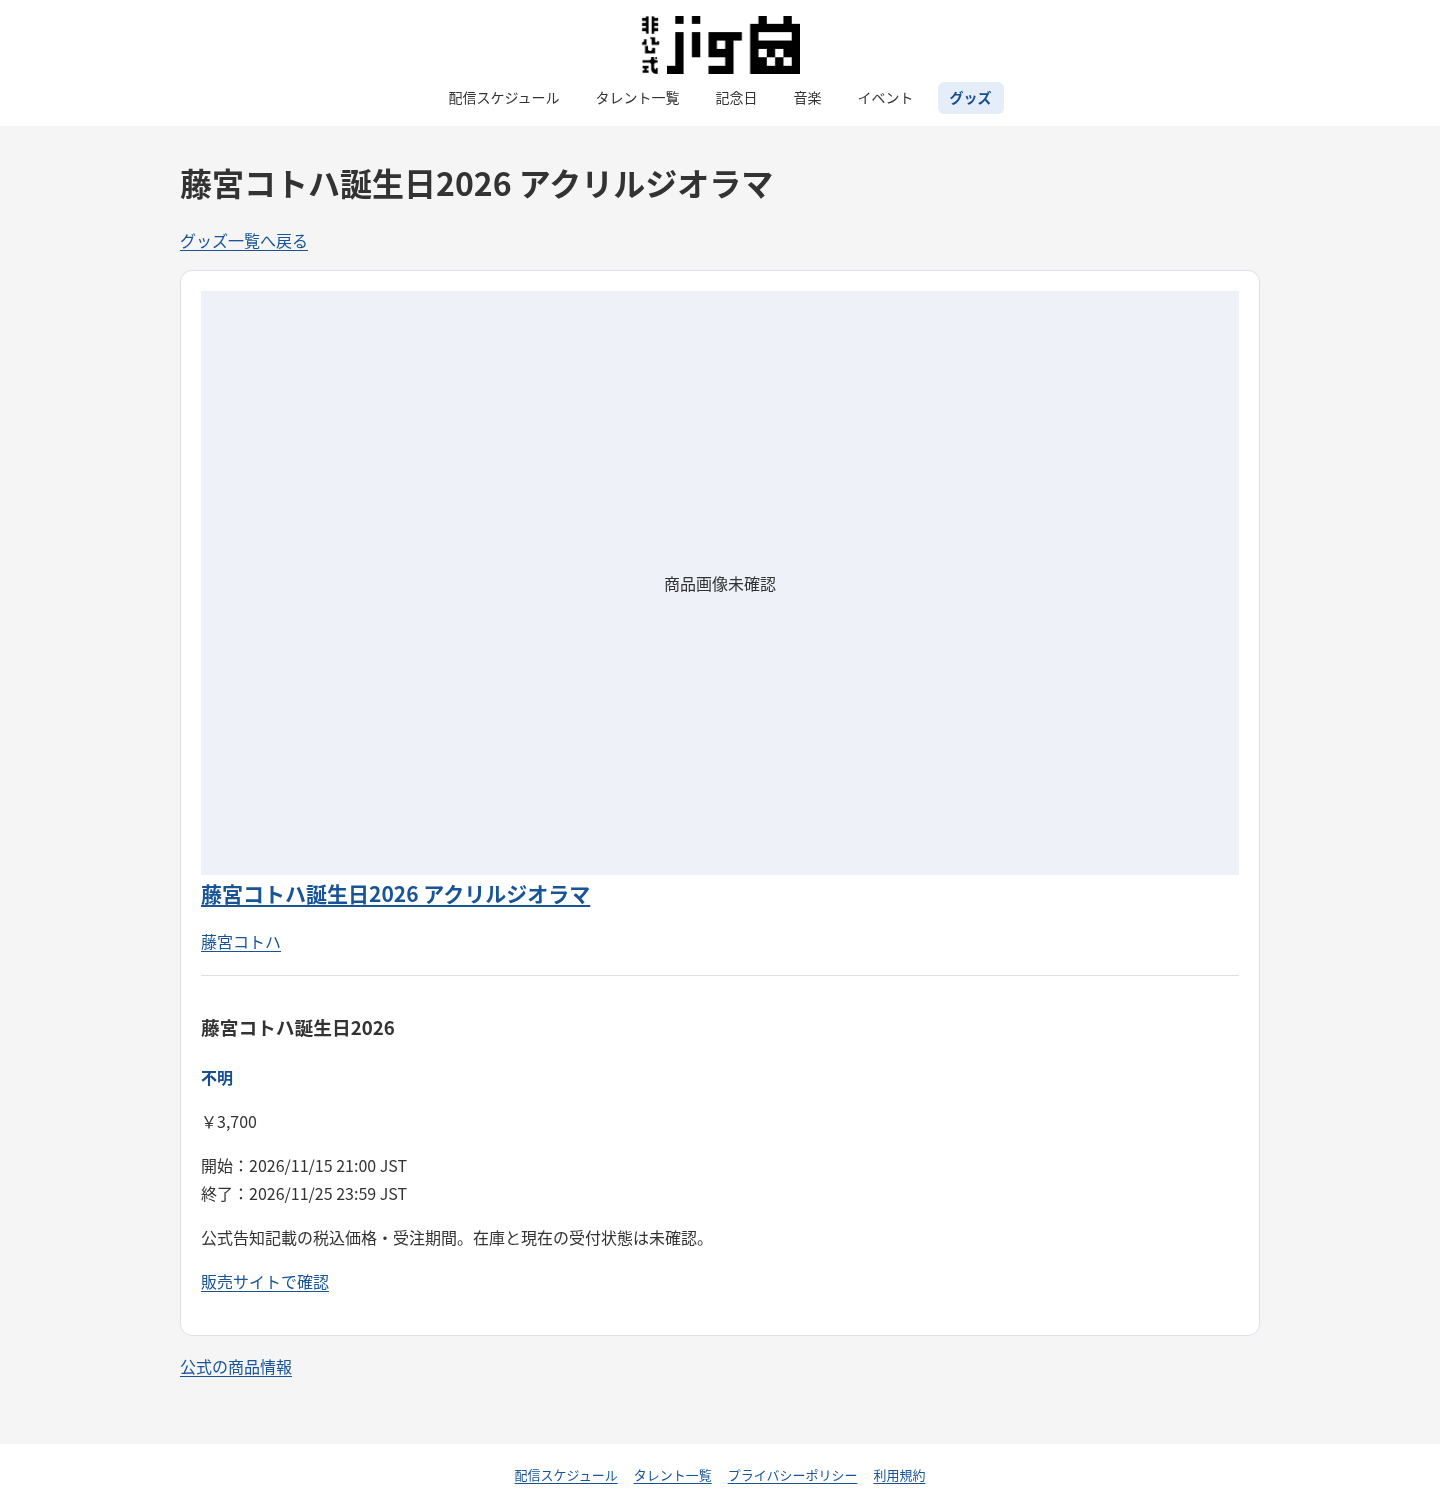 非公式 jig
配信スケジュール タレント一覧 記念日 音楽 イベント グッズ
藤宮コトハ誕生日2026 アクリルジオラマ
グッズ一覧へ戻る
商品画像未確認
藤宮コトハ誕生日2026 アクリルジオラマ
藤宮コトハ
藤宮コトハ誕生日2026
不明
￥3,700
開始：2026/11/15 21:00 JST
終了：2026/11/25 23:59 JST
公式告知記載の税込価格・受注期間。在庫と現在の受付状態は未確認。
販売サイトで確認
公式の商品情報
配信スケジュール タレント一覧 プライバシーポリシー 利用規約